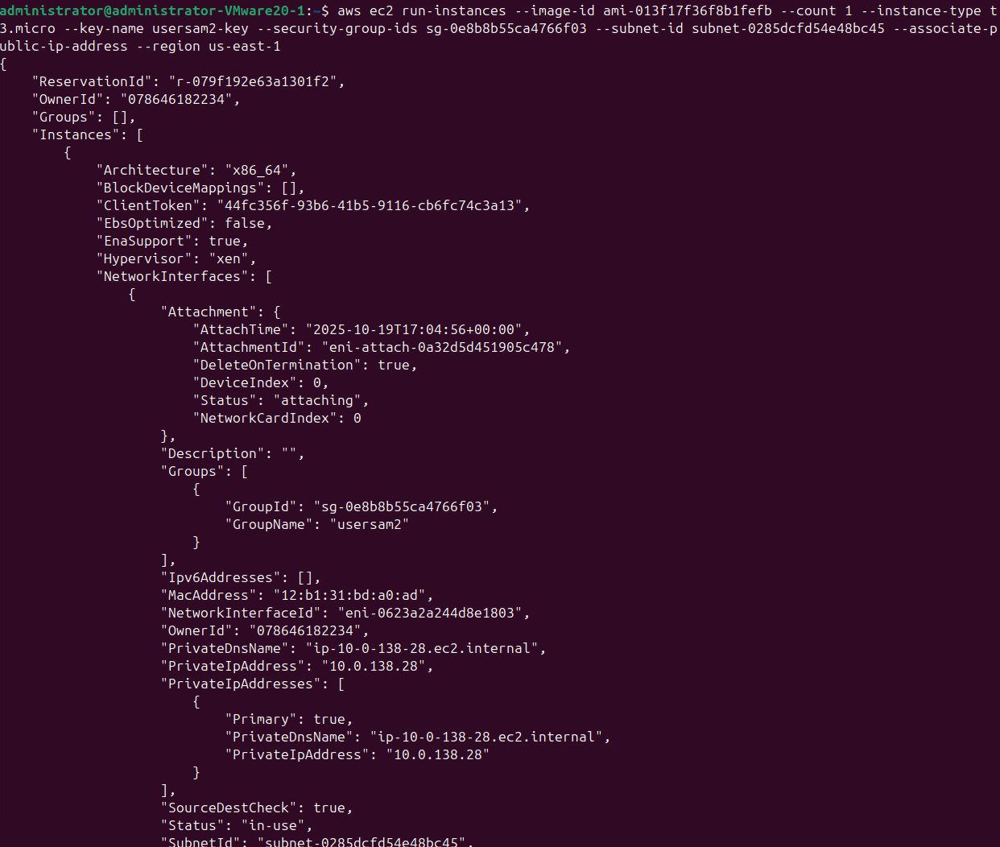 administrator@administrator-VMware20-1:~$ aws ec2 run-instances --image-id ami-013f17f36f8b1fefb --count 1 --instance-type t
3.micro --key-name usersam2-key --security-group-ids sg-0e8b8b55ca4766f03 --subnet-id subnet-0285dcfd54e48bc45 --associate-p
ublic-ip-address --region us-east-1
{
    "ReservationId": "r-079f192e63a1301f2",
    "OwnerId": "078646182234",
    "Groups": [],
    "Instances": [
        {
            "Architecture": "x86_64",
            "BlockDeviceMappings": [],
            "ClientToken": "44fc356f-93b6-41b5-9116-cb6fc74c3a13",
            "EbsOptimized": false,
            "EnaSupport": true,
            "Hypervisor": "xen",
            "NetworkInterfaces": [
                {
                    "Attachment": {
                        "AttachTime": "2025-10-19T17:04:56+00:00",
                        "AttachmentId": "eni-attach-0a32d5d451905c478",
                        "DeleteOnTermination": true,
                        "DeviceIndex": 0,
                        "Status": "attaching",
                        "NetworkCardIndex": 0
                    },
                    "Description": "",
                    "Groups": [
                        {
                            "GroupId": "sg-0e8b8b55ca4766f03",
                            "GroupName": "usersam2"
                        }
                    ],
                    "Ipv6Addresses": [],
                    "MacAddress": "12:b1:31:bd:a0:ad",
                    "NetworkInterfaceId": "eni-0623a2a244d8e1803",
                    "OwnerId": "078646182234",
                    "PrivateDnsName": "ip-10-0-138-28.ec2.internal",
                    "PrivateIpAddress": "10.0.138.28",
                    "PrivateIpAddresses": [
                        {
                            "Primary": true,
                            "PrivateDnsName": "ip-10-0-138-28.ec2.internal",
                            "PrivateIpAddress": "10.0.138.28"
                        }
                    ],
                    "SourceDestCheck": true,
                    "Status": "in-use",
                    "SubnetId": "subnet-0285dcfd54e48bc45",